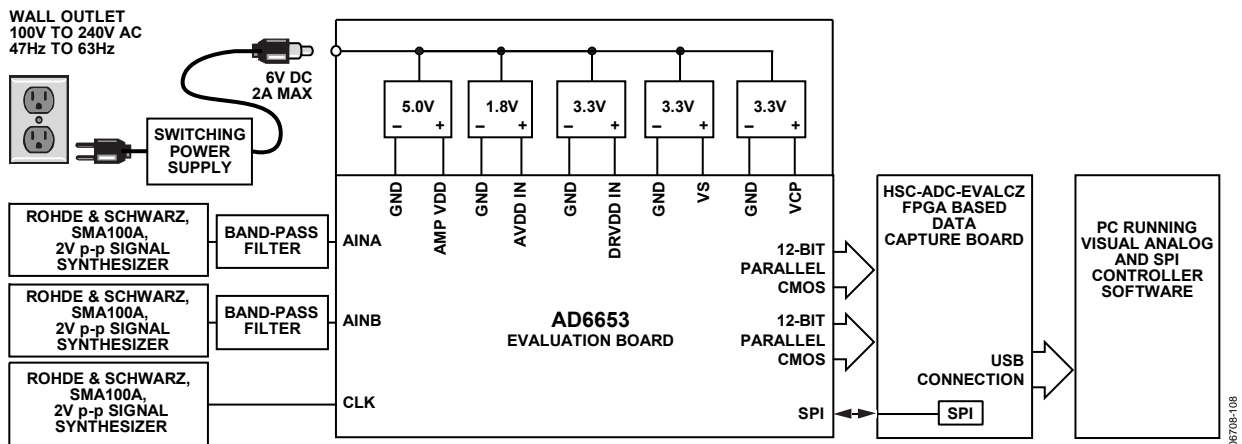 WALL OUTLET
100V TO 240V AC
47Hz TO 63Hz
6V DC
2A MAX
SWITCHING
POWER
SUPPLY
5.0V
1.8V
3.3V
3.3V
3.3V
– +
– +
– +
– +
– +
GND
AMP VDD
GND
AVDD IN
GND
DRVDD IN
GND
VS
GND
VCP
ROHDE & SCHWARZ,
SMA100A,
2V p-p SIGNAL
SYNTHESIZER
BAND-PASS
FILTER
AINA
ROHDE & SCHWARZ,
SMA100A,
2V p-p SIGNAL
SYNTHESIZER
BAND-PASS
FILTER
AINB
ROHDE & SCHWARZ,
SMA100A,
2V p-p SIGNAL
SYNTHESIZER
CLK
AD6653
EVALUATION BOARD
12-BIT
PARALLEL
CMOS
12-BIT
PARALLEL
CMOS
SPI
HSC-ADC-EVALCZ
FPGA BASED
DATA
CAPTURE BOARD
USB
CONNECTION
SPI
PC RUNNING
VISUAL ANALOG
AND SPI
CONTROLLER
SOFTWARE
06708-108